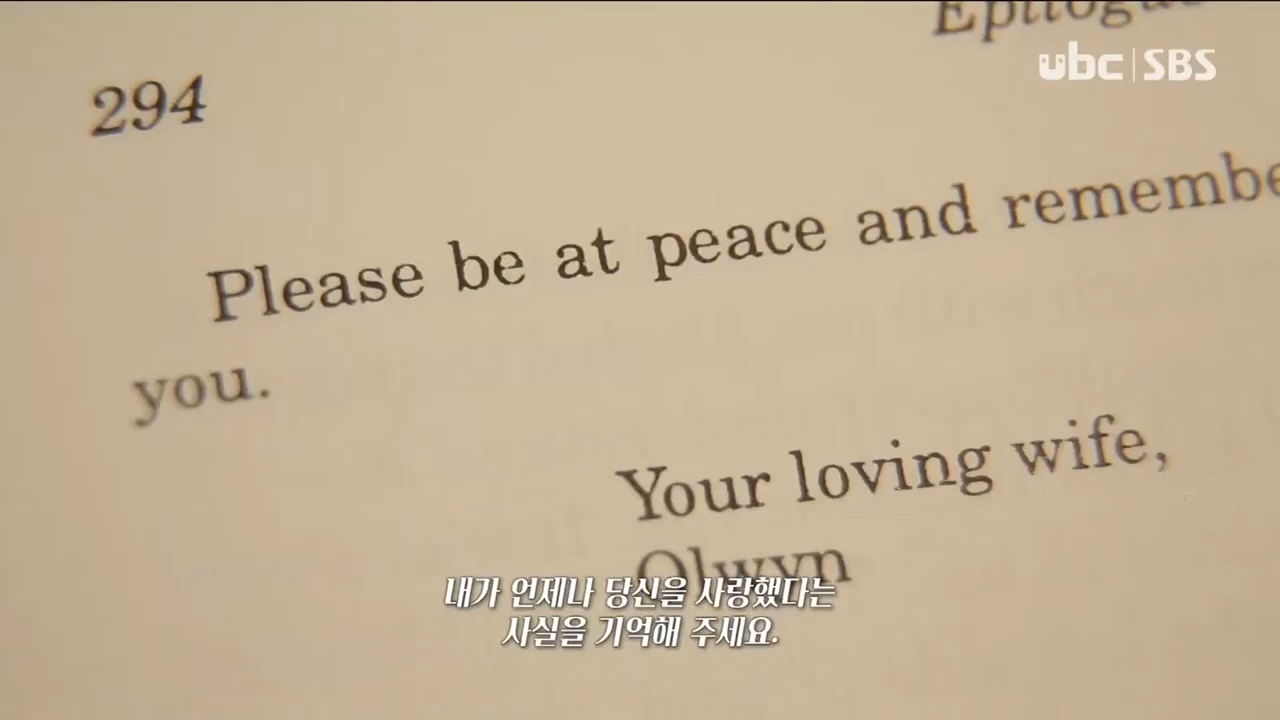 Epilogue
ubc SBS
294
Please be at peace and remembe
you.
Your loving wife,
Olwyn
내가 언제나 당신을 사랑했다는
사실을 기억해 주세요.